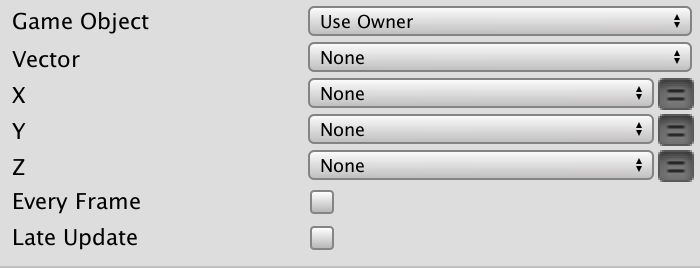 Game Object Use Owner
Vector None
X None
Y None
Z None
Every Frame
Late Update